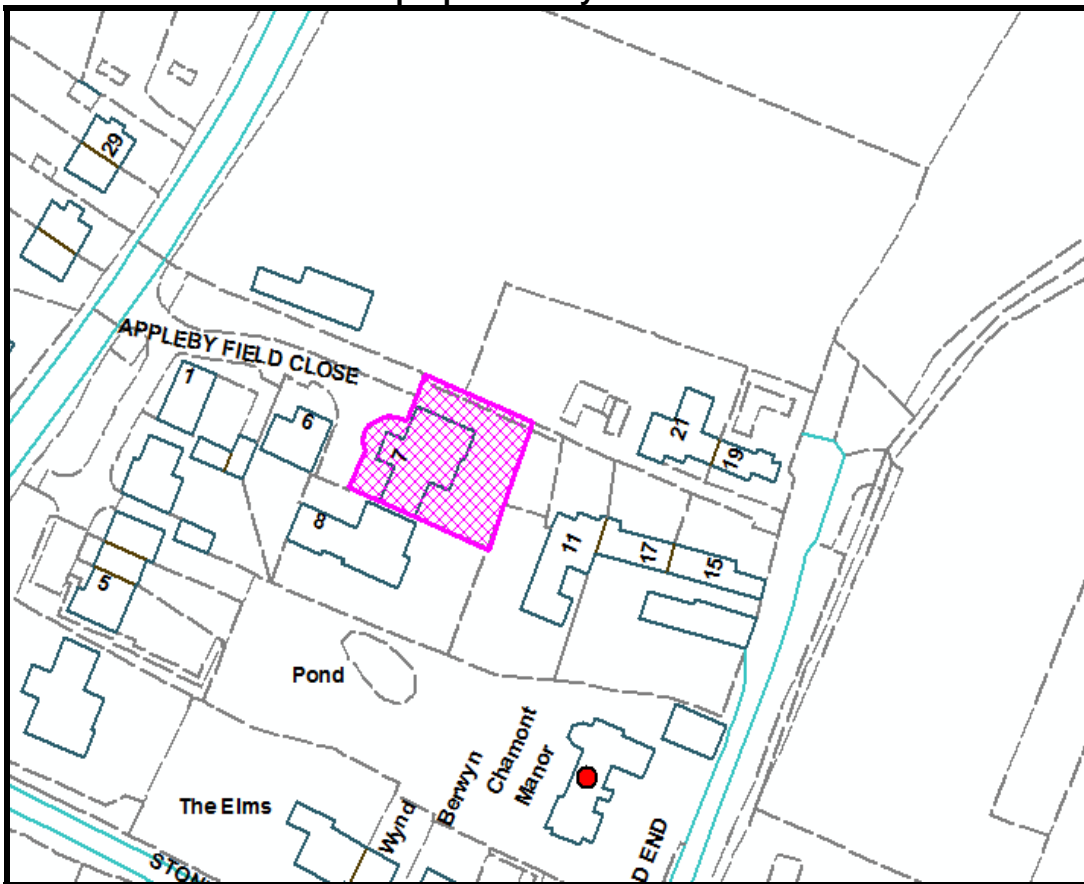 29
APPLEBY FIELD CLOSE
1
6
7
21
19
8
11
17
15
5
Pond
Chamont
Manor
Berwyn
The Elms
Wynd
D END